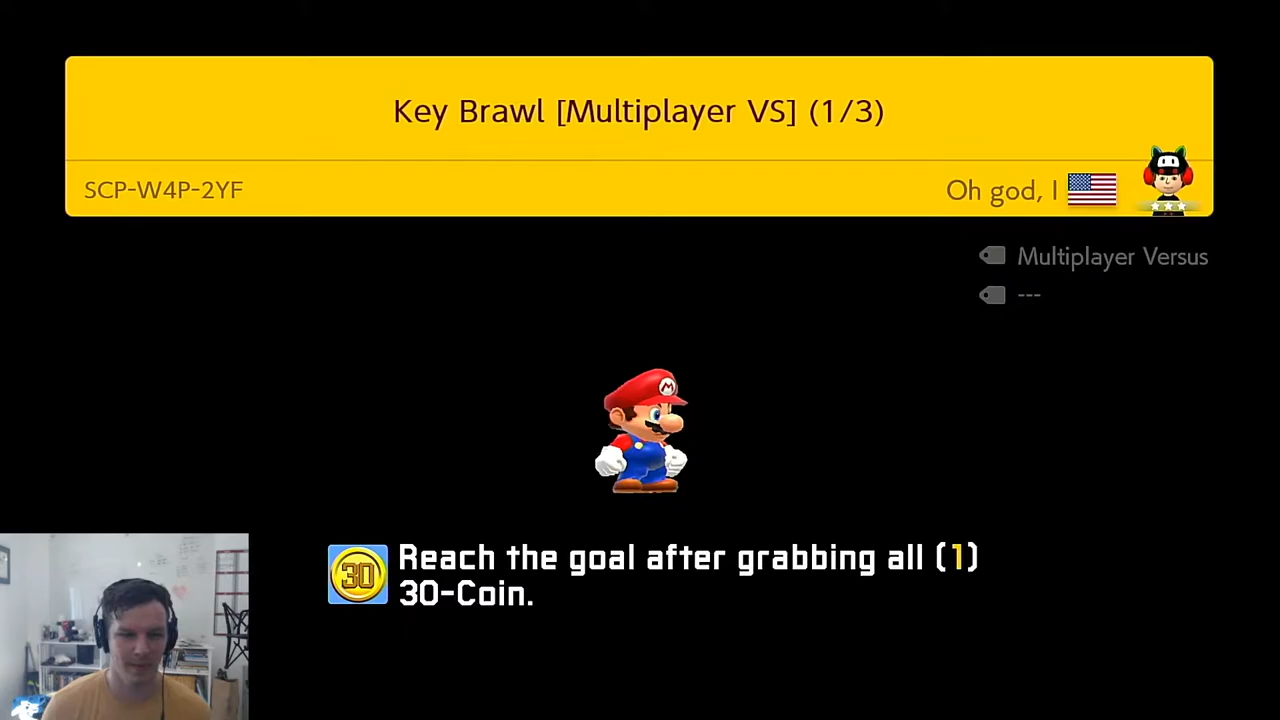 Key Brawl [Multiplayer VS] (1/3)
SCP-W4P-2YF
Oh god, I
Multiplayer Versus
---
M
30
Reach the goal after grabbing all (1)
30-Coin.